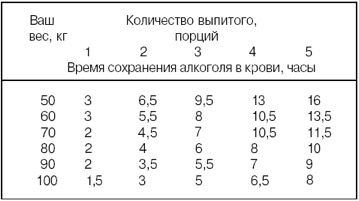 Ваш Количество выпитого,
вес, кг порций
1 2 3 4 5
Время сохранения алкоголя в крови, часы
50 3 6,5 9,5 13 16
60 3 5,5 8 10,5 13,5
70 2 4,5 7 10,5 11,5
80 2 4 6 8 10
90 2 3,5 5,5 7 9
100 1,5 3 5 6,5 8